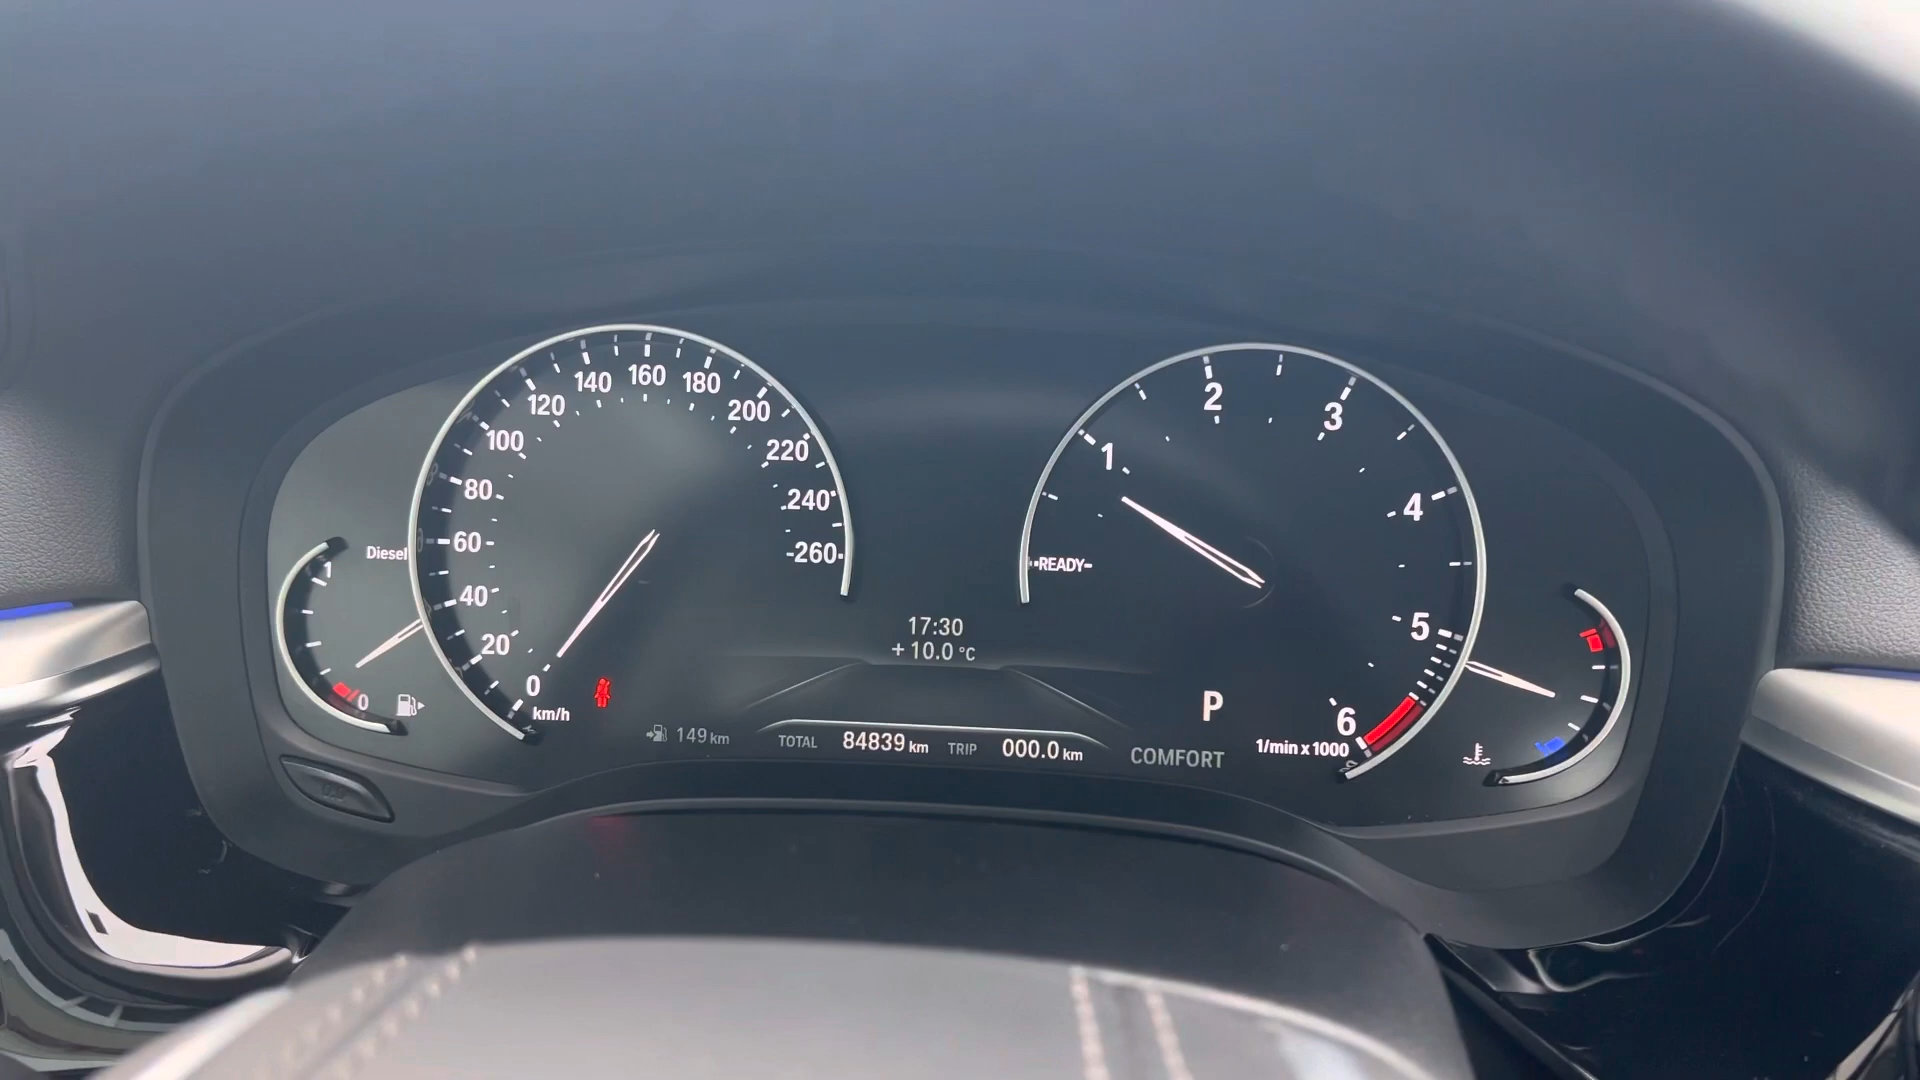 20
40
60
80
100
120
140
160
180
200
220
240
260
0
km/h
Diesel
1
0
READY
1
2
3
4
5
6
1/min x 1000
17:30
+ 10.0 °C
P
149 km
TOTAL 84839 km TRIP 000.0 km
COMFORT